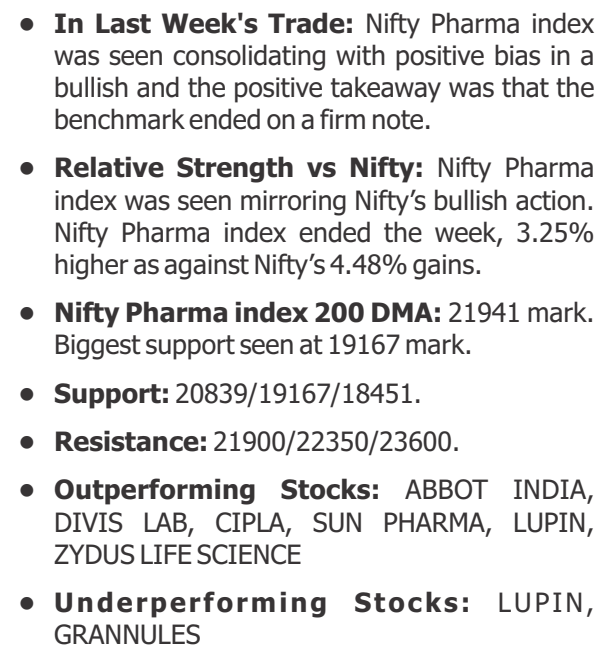 • In Last Week's Trade: Nifty Pharma index
was seen consolidating with positive bias in a
bullish and the positive takeaway was that the
benchmark ended on a firm note.
• Relative Strength vs Nifty: Nifty Pharma
index was seen mirroring Nifty’s bullish action.
Nifty Pharma index ended the week, 3.25%
higher as against Nifty’s 4.48% gains.
• Nifty Pharma index 200 DMA: 21941 mark.
Biggest support seen at 19167 mark.
• Support: 20839/19167/18451.
• Resistance: 21900/22350/23600.
• Outperforming Stocks: ABBOT INDIA,
DIVIS LAB, CIPLA, SUN PHARMA, LUPIN,
ZYDUS LIFE SCIENCE
• Underperforming Stocks: LUPIN,
GRANNULES